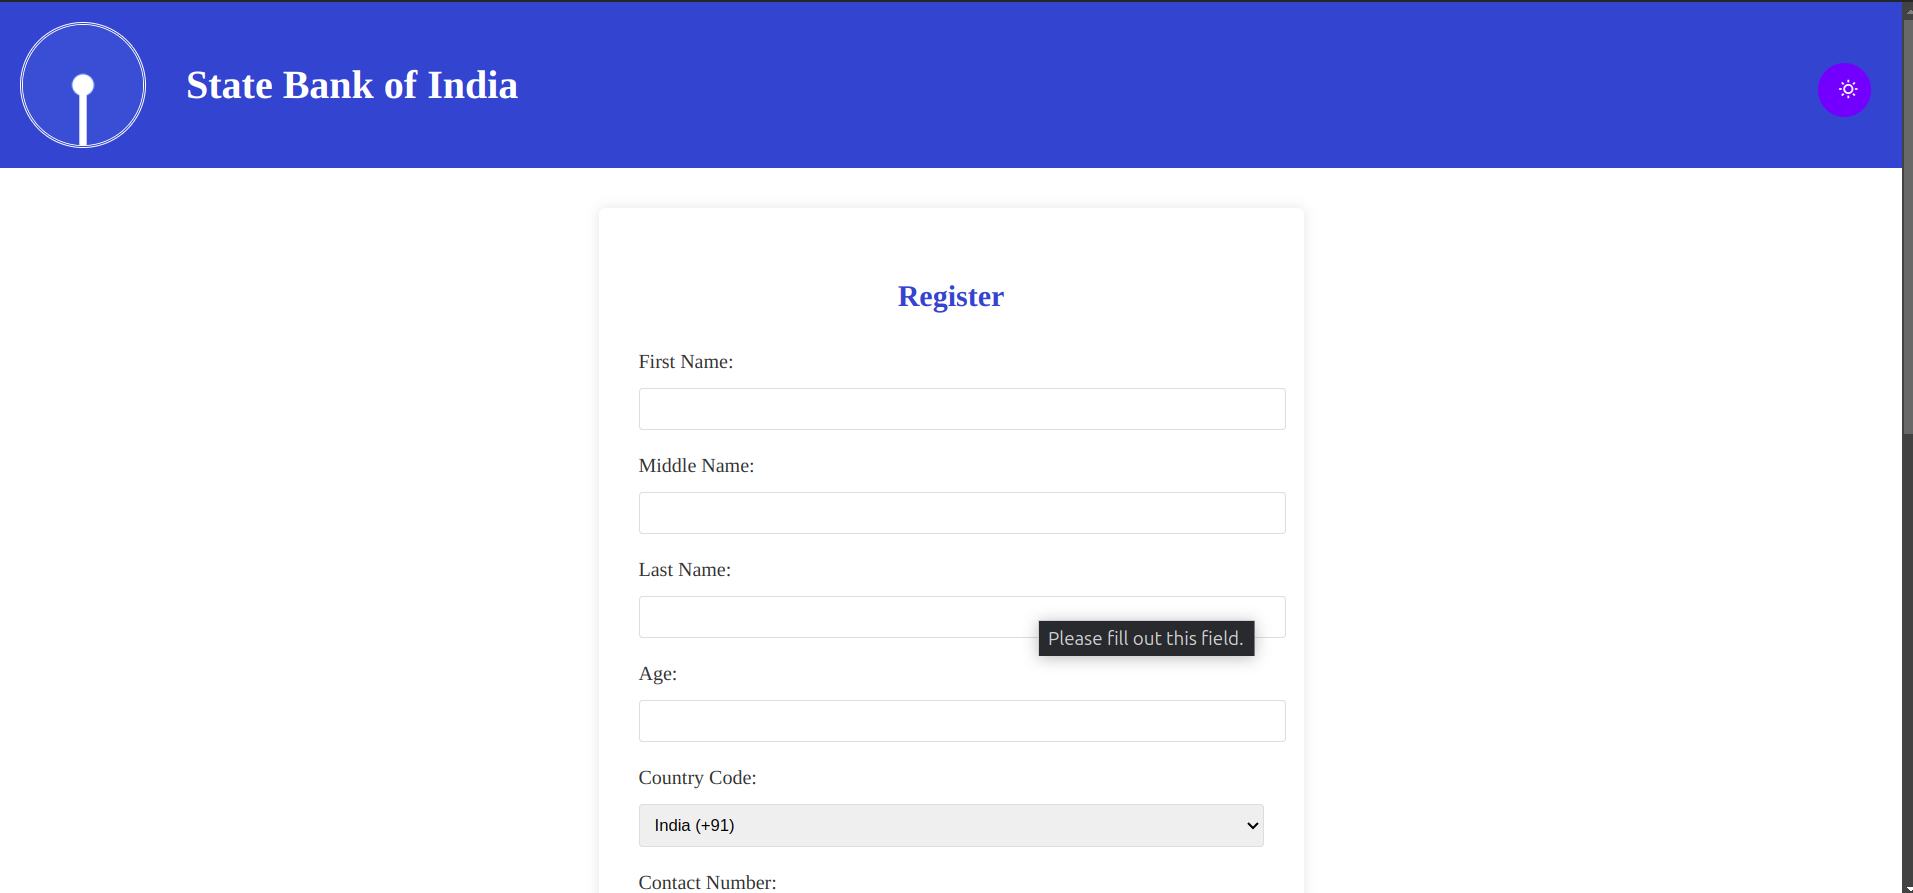 State Bank of India
Register
First Name:
Middle Name:
Last Name:
Please fill out this field.
Age:
Country Code:
India (+91)
Contact Number: